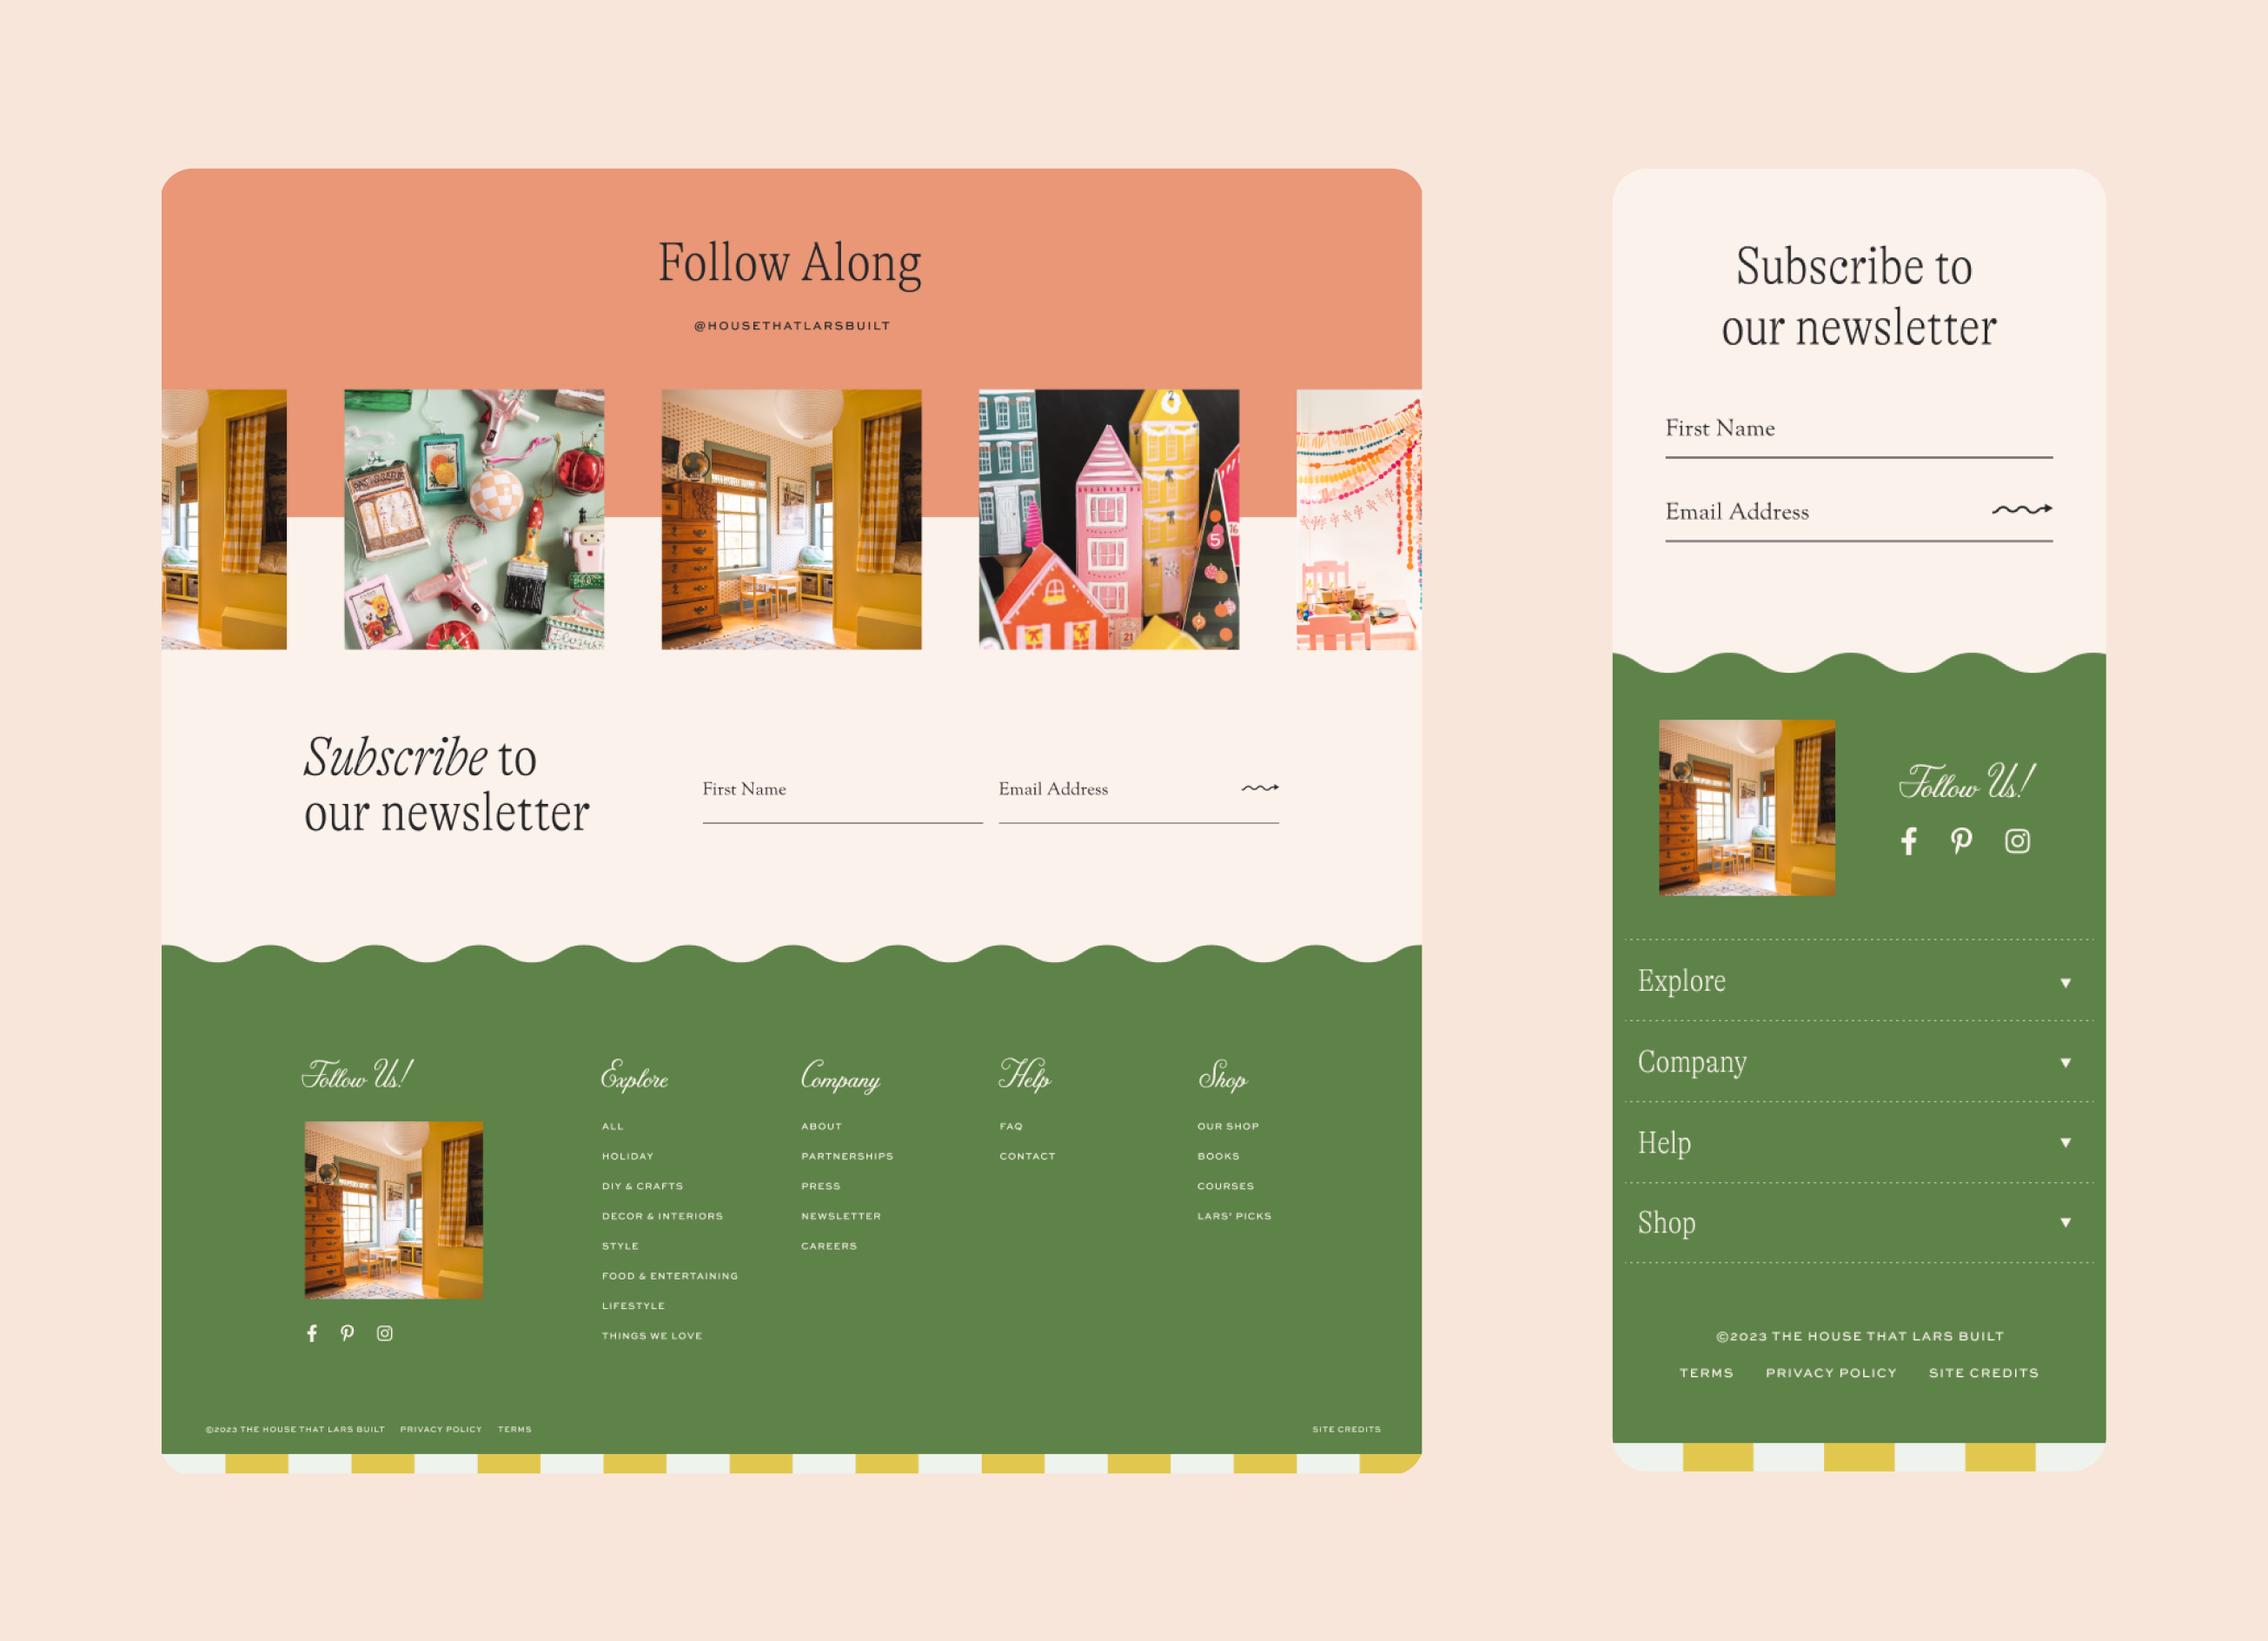 Follow Along
@HOUSETHATLARSBUILT
5
16
21
Subscribe to
our newsletter
First Name
Email Address
Follow Us!
Explore
ALL
HOLIDAY
DIY & CRAFTS
DECOR & INTERIORS
STYLE
FOOD & ENTERTAINING
LIFESTYLE
THINGS WE LOVE
Company
ABOUT
PARTNERSHIPS
PRESS
NEWSLETTER
CAREERS
Help
FAQ
CONTACT
Shop
OUR SHOP
BOOKS
COURSES
LARS' PICKS
©2023 THE HOUSE THAT LARS BUILT PRIVACY POLICY TERMS
SITE CREDITS
Subscribe to
our newsletter
First Name
Email Address
Follow Us!
Explore
Company
Help
Shop
©2023 THE HOUSE THAT LARS BUILT
TERMS PRIVACY POLICY SITE CREDITS